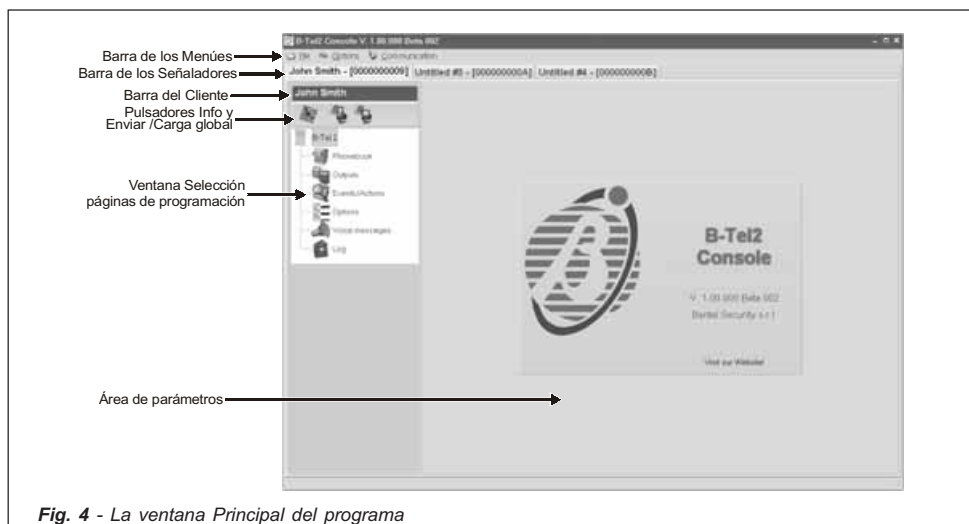 B-Tel2 Console V. 1.00.000 Beta 002
File Options Communication
John Smith - [0000000009] Untitled #5 - [000000000A] Untitled #4 - [000000000B]
John Smith
B-Tel2
Phonebook
Outputs
Events/Actions
Options
Vocal messages
Log
B-Tel2
Console
V. 1.00.000 Beta 002
Bentel Security s.r.l.
Visit our Website!
Barra de los Menúes
Barra de los Señaladores
Barra del Cliente
Pulsadores Info y
Enviar /Carga global
Ventana Selección
páginas de programación
Área de parámetros
Fig. 4 - La ventana Principal del programa